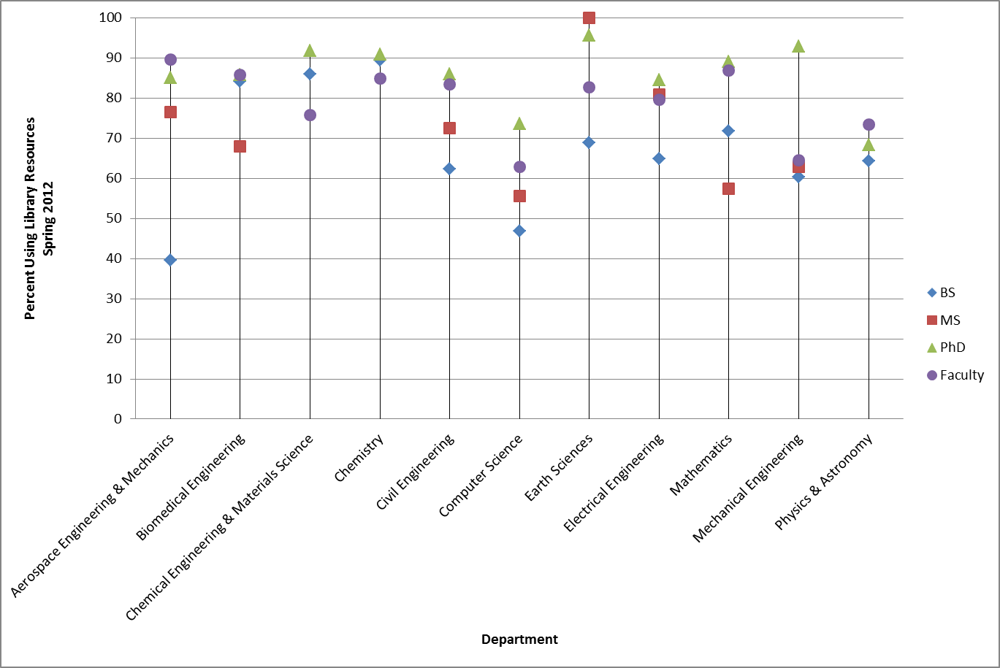 100
90
80
70
60
50
40
30
20
10
0
Percent Using Library Resources
Spring 2012
Aerospace Engineering & Mechanics
Biomedical Engineering
Chemical Engineering & Materials Science
Chemistry
Civil Engineering
Computer Science
Earth Sciences
Electrical Engineering
Mathematics
Mechanical Engineering
Physics & Astronomy
Department
BS
MS
PhD
Faculty